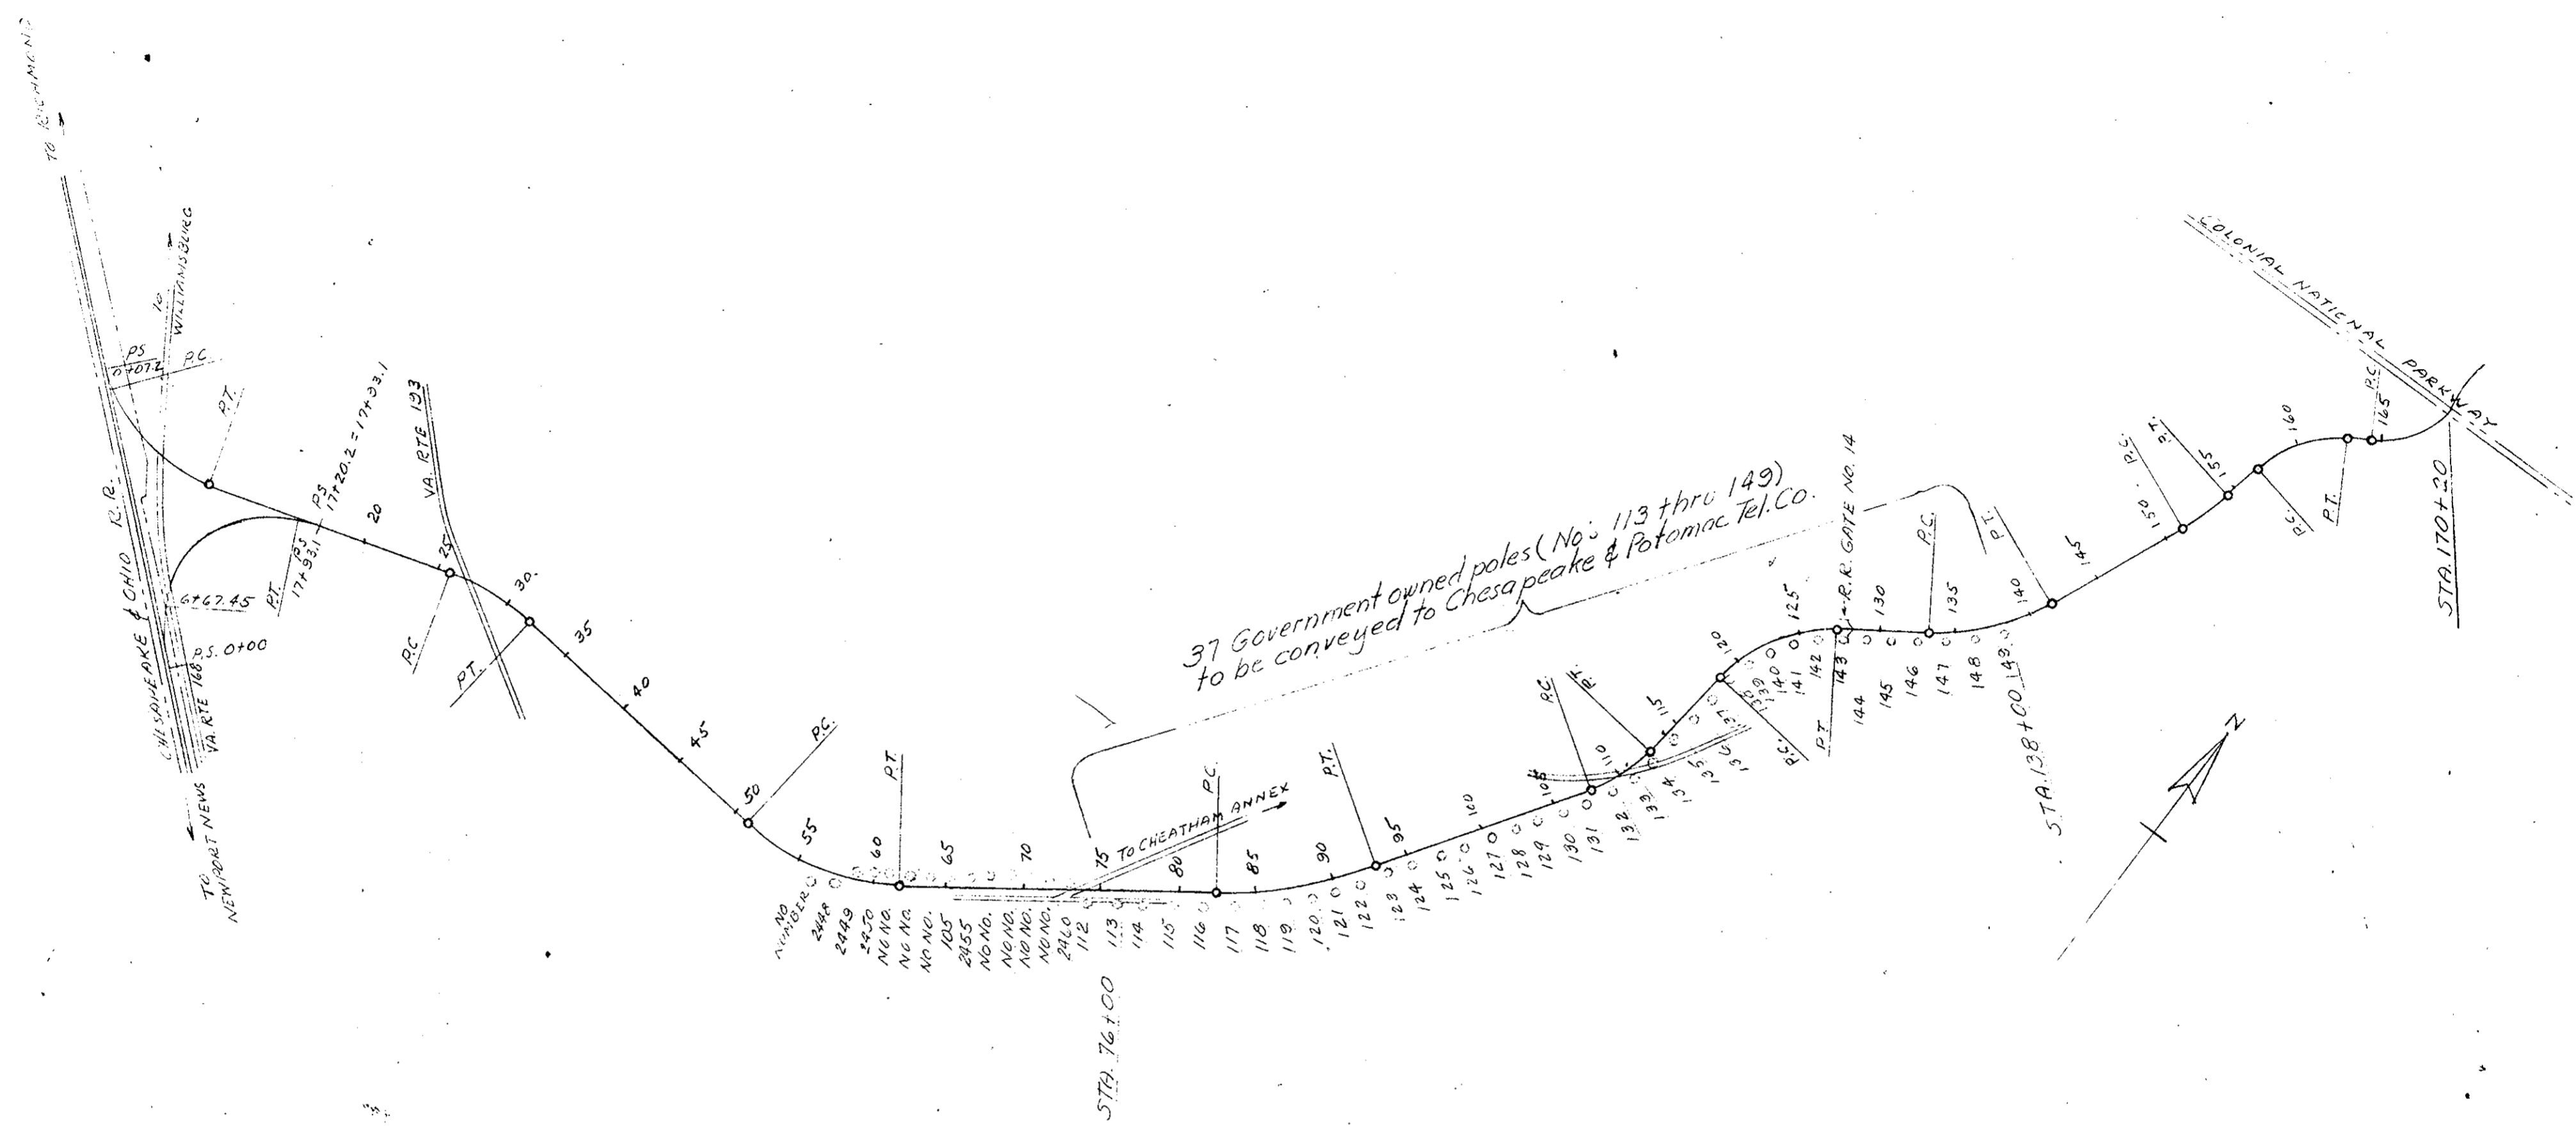 TO RICHMOND
TO
WILLIAMSBURG
PS
0+07.2
P.C.
P.T.
PS
17+20.2 = 17+93.1
20
VA. RTE 193
CHESAPEAKE & OHIO R.R.
6+67.45
P.T.
PS
17+93.1
P.S. 0+00
VA. RTE 168
TO
NEWPORT NEWS
25
P.C.
30
P.T.
35
40
45
50
P.C.
55
60
P.T.
65
70
75
TO CHEATHAM ANNEX
80
P.C.
85
90
P.T.
95
100
105
P.C.
110
P.T.
115
120
P.C.
125
P.T.
R.R. GATE NO. 14
130
P.C.
135
140
P.T.
145
150
P.C.
P.T.
155
P.C.
160
P.T.
P.C.
165
COLONIAL NATIONAL PARKWAY
STA. 170+20
37 Government owned poles (No: 113 thru 149)
to be conveyed to Chesapeake & Potomac Tel. Co.
NO
NUMBER
2448
2449
2450
NO NO.
NO NO.
NO NO.
105
2455
NO NO.
NO NO.
NO NO.
NO NO.
2460
112
113
114
115
116
117
118
119
120
121
122
123
124
125
126
127
128
129
130
131
132
133
134
135
136
137
138
139
140
141
142
143
144
145
146
147
148
149
STA. 76+00
STA. 138+00
N